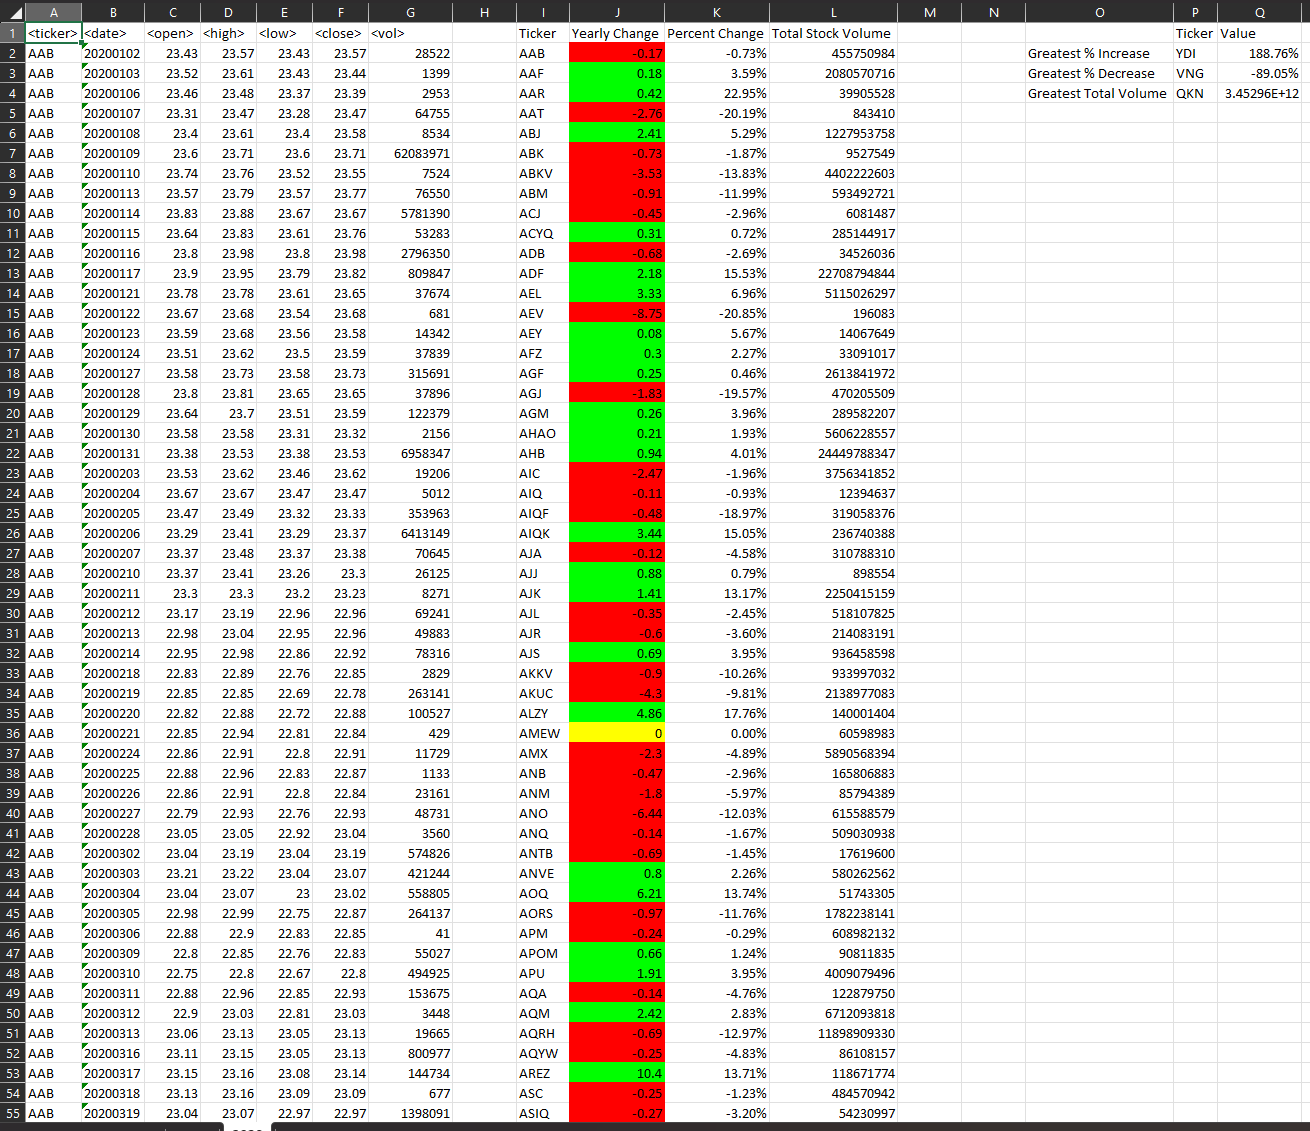 A B C D E F G H I J K L M N O P Q
1 <ticker> <date> <open> <high> <low> <close> <vol> Ticker Yearly Change Percent Change Total Stock Volume Ticker Value
2 AAB 20200102 23.43 23.57 23.43 23.57 28522 AAB -0.17 -0.73% 455750984 Greatest % Increase YDI 188.76%
3 AAB 20200103 23.52 23.61 23.43 23.44 1399 AAF 0.18 3.59% 2080570716 Greatest % Decrease VNG -89.05%
4 AAB 20200106 23.46 23.48 23.37 23.39 2953 AAR 0.42 22.95% 39905528 Greatest Total Volume QKN 3.45296E+12
5 AAB 20200107 23.31 23.47 23.28 23.47 64755 AAT -2.76 -20.19% 843410
6 AAB 20200108 23.4 23.61 23.4 23.58 8534 ABJ 2.41 5.29% 1227953758
7 AAB 20200109 23.6 23.71 23.6 23.71 62083971 ABK -0.73 -1.87% 9527549
8 AAB 20200110 23.74 23.76 23.52 23.55 7524 ABKV -3.53 -13.83% 4402222603
9 AAB 20200113 23.57 23.79 23.57 23.77 76550 ABM -0.91 -11.99% 593492721
10 AAB 20200114 23.83 23.88 23.67 23.67 5781390 ACJ -0.45 -2.96% 6081487
11 AAB 20200115 23.64 23.83 23.61 23.76 53283 ACYQ 0.31 0.72% 285144917
12 AAB 20200116 23.8 23.98 23.8 23.98 2796350 ADB -0.68 -2.69% 34526036
13 AAB 20200117 23.9 23.95 23.79 23.82 809847 ADF 2.18 15.53% 22708794844
14 AAB 20200121 23.78 23.78 23.61 23.65 37674 AEL 3.33 6.96% 5115026297
15 AAB 20200122 23.67 23.68 23.54 23.68 681 AEV -8.75 -20.85% 196083
16 AAB 20200123 23.59 23.68 23.56 23.58 14342 AEY 0.08 5.67% 14067649
17 AAB 20200124 23.51 23.62 23.5 23.59 37839 AFZ 0.3 2.27% 33091017
18 AAB 20200127 23.58 23.73 23.58 23.73 315691 AGF 0.25 0.46% 2613841972
19 AAB 20200128 23.8 23.81 23.65 23.65 37896 AGJ -1.83 -19.57% 470205509
20 AAB 20200129 23.64 23.7 23.51 23.59 122379 AGM 0.26 3.96% 289582207
21 AAB 20200130 23.58 23.58 23.31 23.32 2156 AHAO 0.21 1.93% 5606228557
22 AAB 20200131 23.38 23.53 23.38 23.53 6958347 AHB 0.94 4.01% 24449788347
23 AAB 20200203 23.53 23.62 23.46 23.62 19206 AIC -2.47 -1.96% 3756341852
24 AAB 20200204 23.67 23.67 23.47 23.47 5012 AIQ -0.11 -0.93% 12394637
25 AAB 20200205 23.47 23.49 23.32 23.33 353963 AIQF -0.48 -18.97% 319058376
26 AAB 20200206 23.29 23.41 23.29 23.37 6413149 AIQK 3.44 15.05% 236740388
27 AAB 20200207 23.37 23.48 23.37 23.38 70645 AJA -0.12 -4.58% 310788310
28 AAB 20200210 23.37 23.41 23.26 23.3 26125 AJJ 0.88 0.79% 898554
29 AAB 20200211 23.3 23.3 23.2 23.23 8271 AJK 1.41 13.17% 2250415159
30 AAB 20200212 23.17 23.19 22.96 22.96 69241 AJL -0.35 -2.45% 518107825
31 AAB 20200213 22.98 23.04 22.95 22.96 49883 AJR -0.6 -3.60% 214083191
32 AAB 20200214 22.95 22.98 22.86 22.92 78316 AJS 0.69 3.95% 936458598
33 AAB 20200218 22.83 22.89 22.76 22.85 2829 AKKV -0.9 -10.26% 933997032
34 AAB 20200219 22.85 22.85 22.69 22.78 263141 AKUC -4.3 -9.81% 2138977083
35 AAB 20200220 22.82 22.88 22.72 22.88 100527 ALZY 4.86 17.76% 140001404
36 AAB 20200221 22.85 22.94 22.81 22.84 429 AMEW 0 0.00% 60598983
37 AAB 20200224 22.86 22.91 22.8 22.91 11729 AMX -2.3 -4.89% 5890568394
38 AAB 20200225 22.88 22.96 22.83 22.87 1133 ANB -0.47 -2.96% 165806883
39 AAB 20200226 22.86 22.91 22.8 22.84 23161 ANM -1.8 -5.97% 85794389
40 AAB 20200227 22.79 22.93 22.76 22.93 48731 ANO -6.44 -12.03% 615588579
41 AAB 20200228 23.05 23.05 22.92 23.04 3560 ANQ -0.14 -1.67% 509030938
42 AAB 20200302 23.04 23.19 23.04 23.19 574826 ANTB -0.69 -1.45% 17619600
43 AAB 20200303 23.21 23.22 23.04 23.07 421244 ANVE 0.8 2.26% 580262562
44 AAB 20200304 23.04 23.07 23 23.02 558805 AOQ 6.21 13.74% 51743305
45 AAB 20200305 22.98 22.99 22.75 22.87 264137 AORS -0.97 -11.76% 1782238141
46 AAB 20200306 22.88 22.9 22.83 22.85 41 APM -0.24 -0.29% 608982132
47 AAB 20200309 22.8 22.85 22.76 22.83 55027 APOM 0.66 1.24% 90811835
48 AAB 20200310 22.75 22.8 22.67 22.8 494925 APU 1.91 3.95% 4009079496
49 AAB 20200311 22.88 22.96 22.85 22.93 153675 AQA -0.14 -4.76% 122879750
50 AAB 20200312 22.9 23.03 22.81 23.03 3448 AQM 2.42 2.83% 6712093818
51 AAB 20200313 23.06 23.13 23.05 23.13 19665 AQRH -0.69 -12.97% 11898909330
52 AAB 20200316 23.11 23.15 23.05 23.13 800977 AQYW -0.25 -4.83% 86108157
53 AAB 20200317 23.15 23.16 23.08 23.14 144734 AREZ 10.4 13.71% 118671774
54 AAB 20200318 23.13 23.16 23.09 23.09 677 ASC -0.25 -1.23% 484570942
55 AAB 20200319 23.04 23.07 22.97 22.97 1398091 ASIQ -0.27 -3.20% 54230997